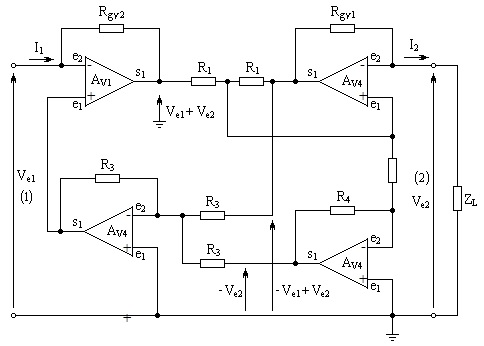 Rgy2 Rgy1
I1 I2
e2 - AV1 s1 R1 R1 s1 AV4 - e2
e1 + + e1
Ve1 + Ve2
Ve1 (1) R3 (2) Ve2
R3 R4 ZL
s1 AV4 - e2 e2
+ e1 R3 s1 AV4 - + e1
- Ve2 - Ve1 + Ve2
+